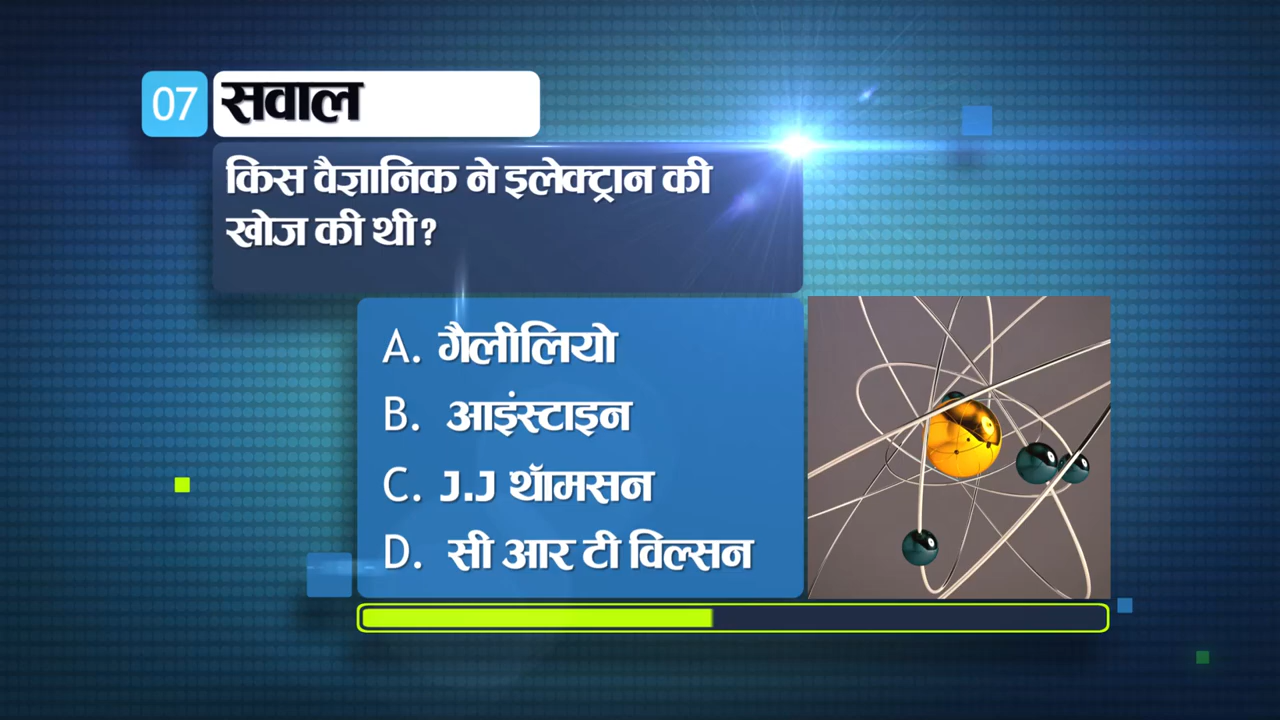 07 सवाल
किस वैज्ञानिक ने इलेक्ट्रान की
खोज की थी?
A. गैलीलियो
B. आइंस्टाइन
C. J.J थॅामसन
D. सी आर टी विल्सन